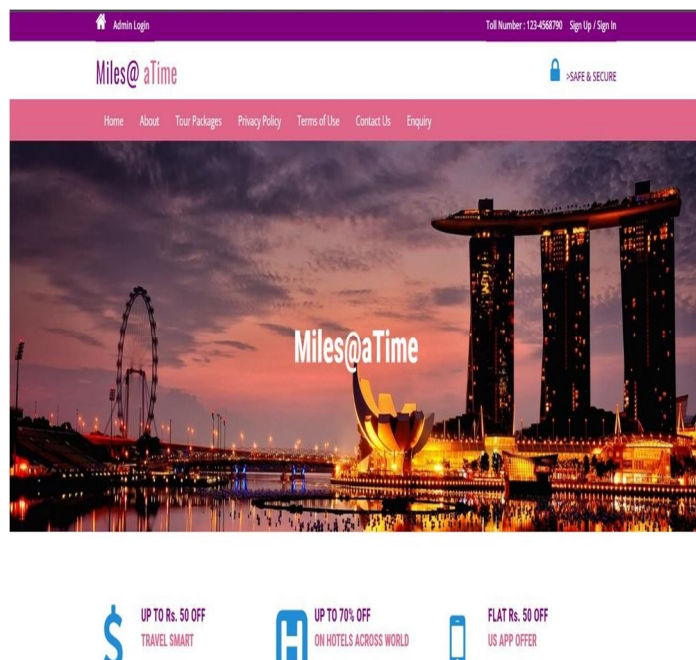 Admin Login
Toll Number : 123-4568790 Sign Up / Sign In
Miles@ aTime
>SAFE & SECURE
Home About Tour Packages Privacy Policy Terms of Use Contact Us Enquiry
Miles@aTime
UP TO Rs. 50 OFF
TRAVEL SMART
UP TO 70% OFF
ON HOTELS ACROSS WORLD
FLAT Rs. 50 OFF
US APP OFFER